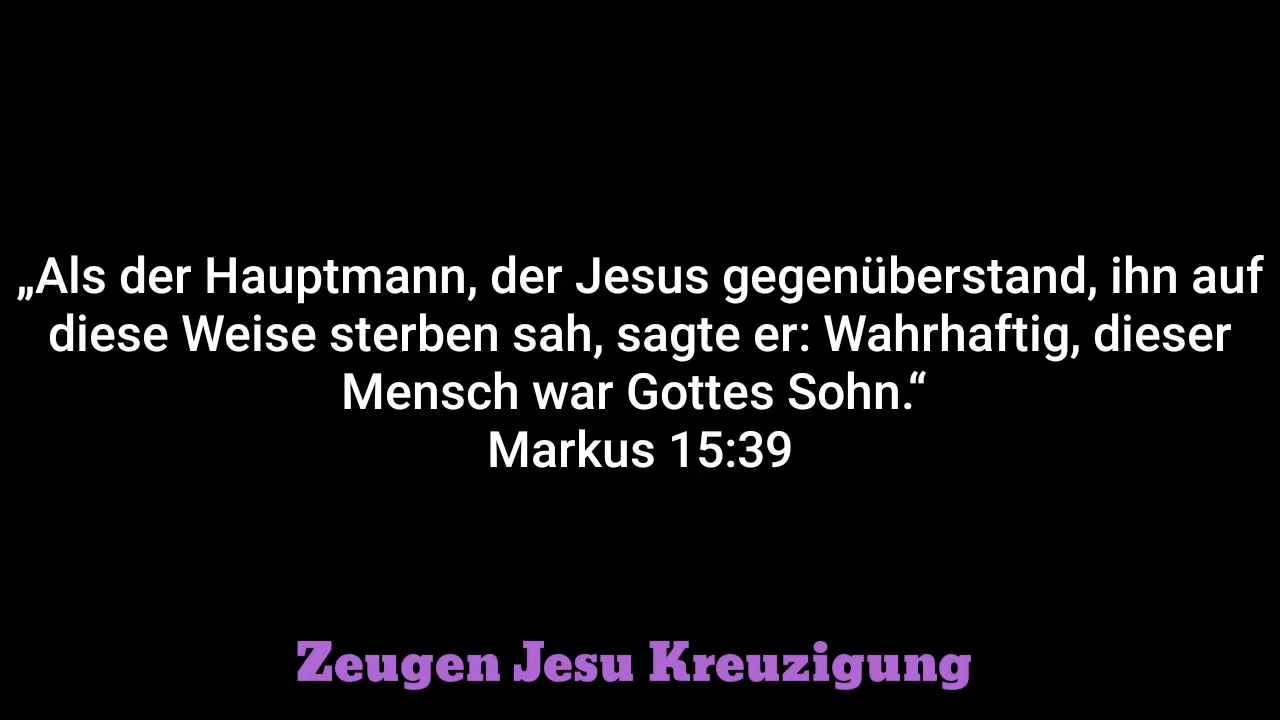 „Als der Hauptmann, der Jesus gegenüberstand, ihn auf
diese Weise sterben sah, sagte er: Wahrhaftig, dieser
Mensch war Gottes Sohn.“
Markus 15:39
Zeugen Jesu Kreuzigung